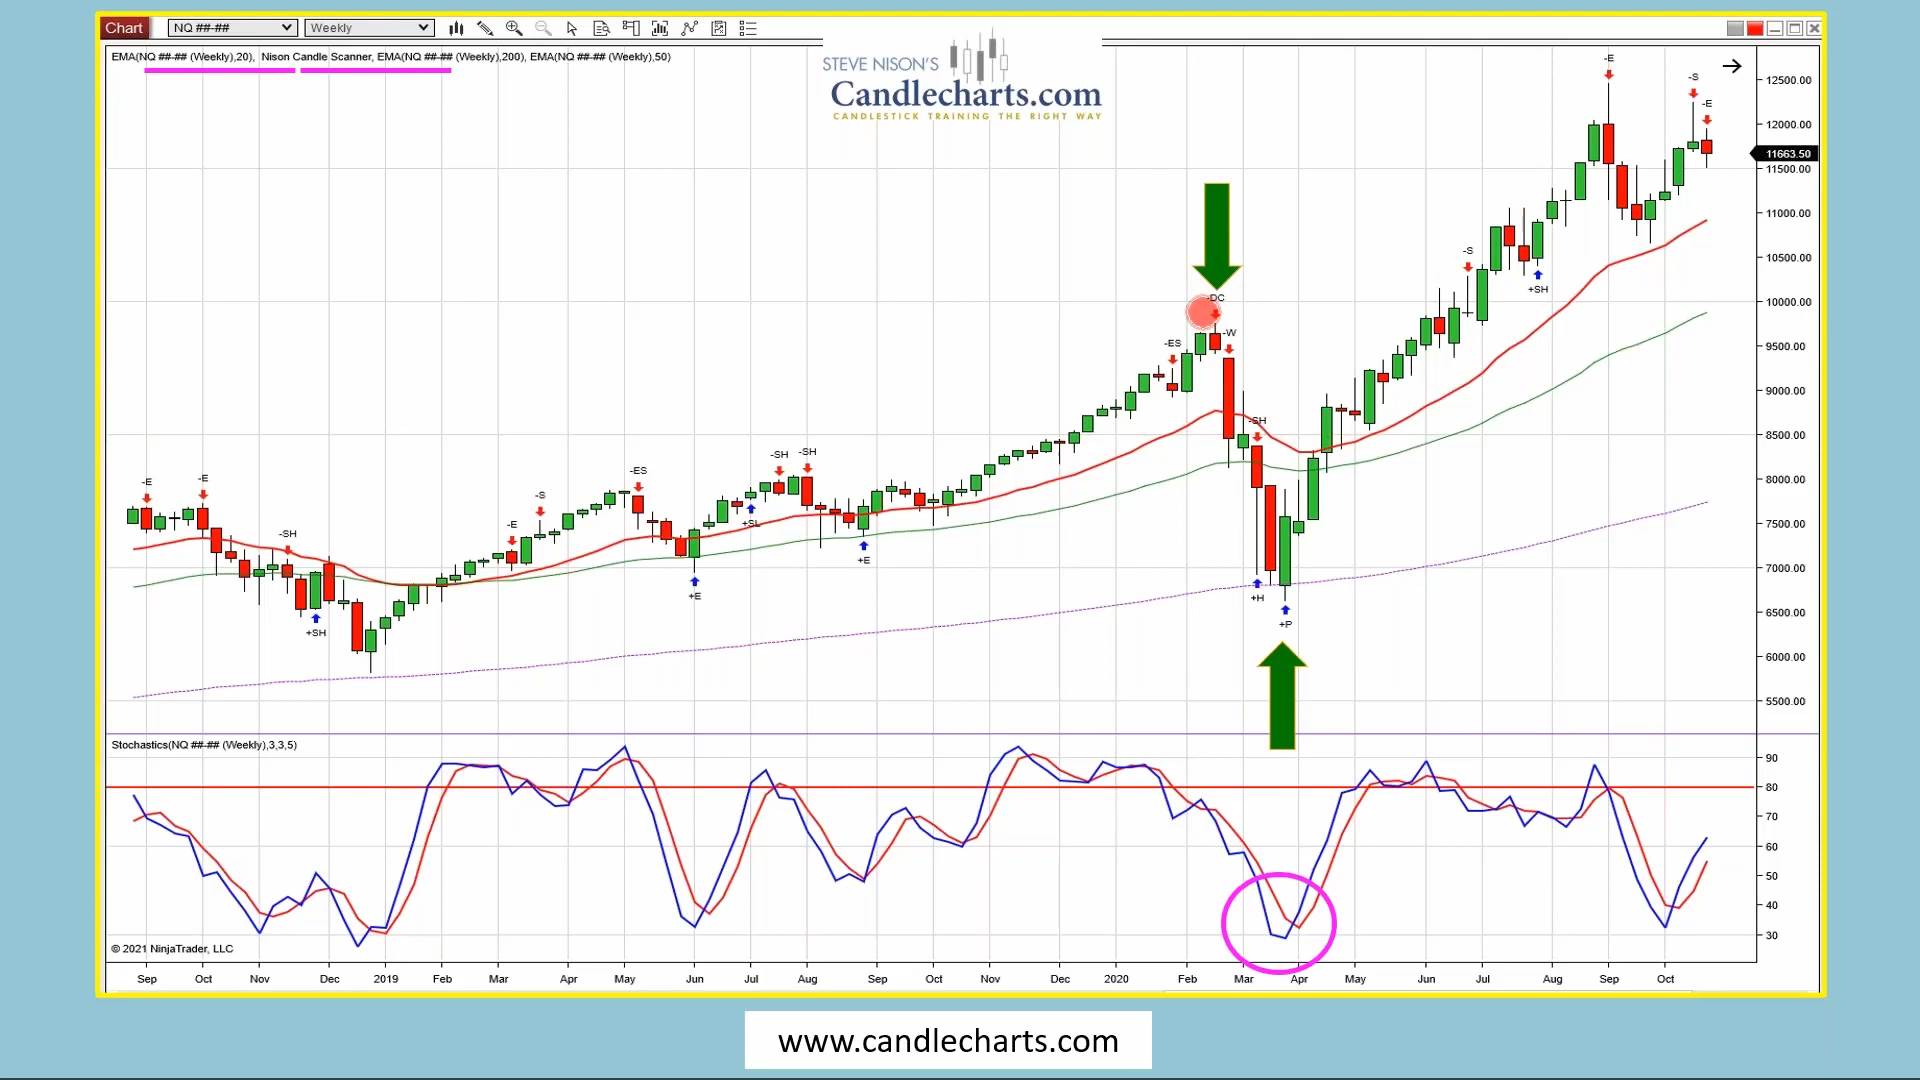 Chart NQ ##-## Weekly
EMA(NQ ##-## (Weekly),20), Nison Candle Scanner, EMA(NQ ##-## (Weekly),200), EMA(NQ ##-## (Weekly),50)
STEVE NISON'S
Candlecharts.com
CANDLESTICK TRAINING THE RIGHT WAY
-E
-S
-E
12500.00
12000.00
11663.50
11500.00
11000.00
-S
10500.00
+SH
-DC
10000.00
-W
-ES
9500.00
9000.00
-SH
8500.00
-SH
-SH
-ES
-E
-E
8000.00
-S
-E
+SL
7500.00
-SH
+E
7000.00
+E
+H
6500.00
+P
+SH
6000.00
5500.00
Stochastics(NQ ##-## (Weekly),3,3,5)
90
80
70
60
50
40
30
© 2021 NinjaTrader, LLC
Sep Oct Nov Dec 2019 Feb Mar Apr May Jun Jul Aug Sep Oct Nov Dec 2020 Feb Mar Apr May Jun Jul Aug Sep Oct
www.candlecharts.com